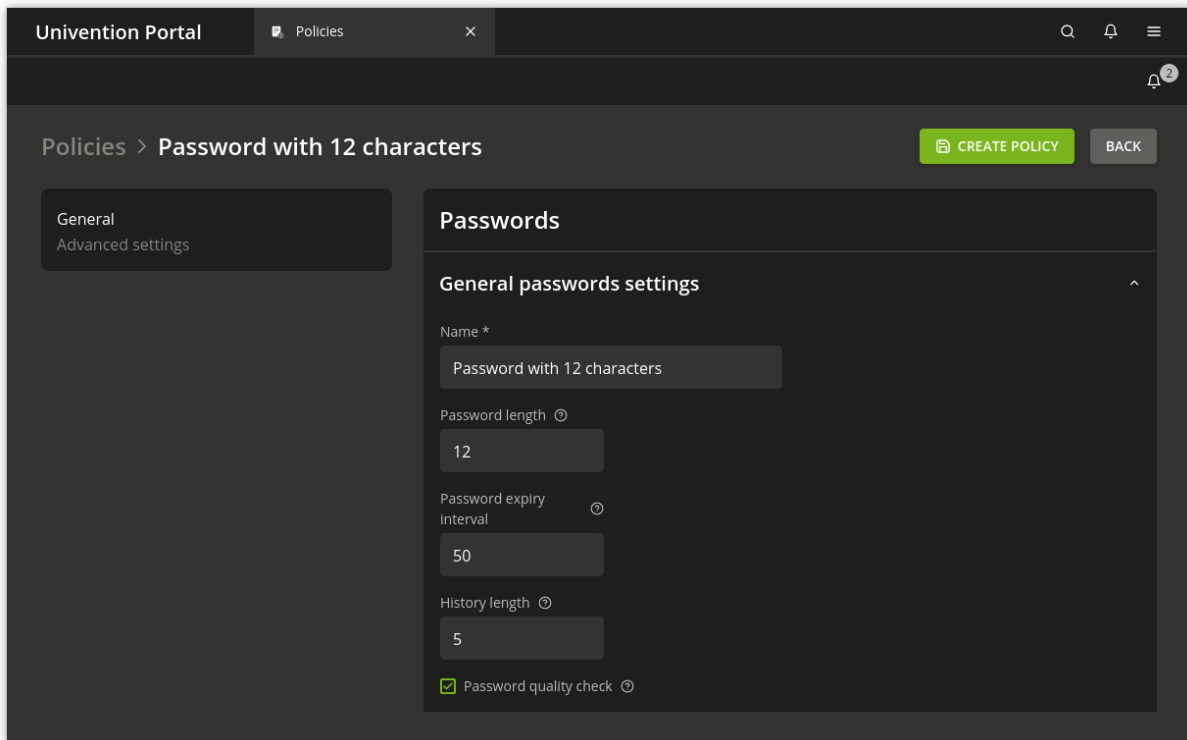 Univention Portal
Policies
2
Policies > Password with 12 characters
CREATE POLICY
BACK
General
Advanced settings
Passwords
General passwords settings
Name *
Password with 12 characters
Password length
12
Password expiry
interval
50
History length
5
Password quality check